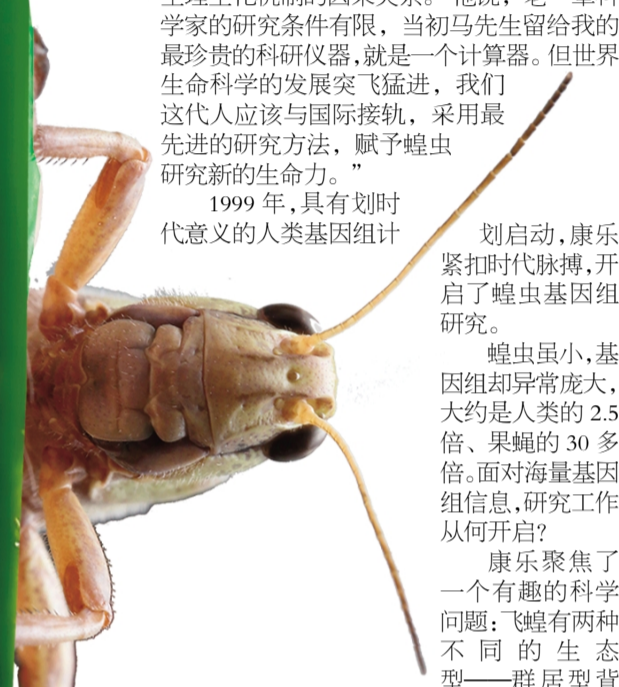 学家的研究条件有限，当初马先生留给我的
最珍贵的科研仪器，就是一个计算器。但世界
生命科学的发展突飞猛进，我们
这代人应该与国际接轨，采用最
先进的研究方法，赋予蝗虫
研究新的生命力。”
1999 年，具有划时
代意义的人类基因组计
划启动，康乐
紧扣时代脉搏，开
启了蝗虫基因组
研究。
蝗虫虽小，基
因组却异常庞大，
大约是人类的 2.5
倍、果蝇的 30 多
倍。面对海量基因
组信息，研究工作
从何开启？
康乐聚焦了
一个有趣的科学
问题：飞蝗有两种
不同的生态
型——群居型背